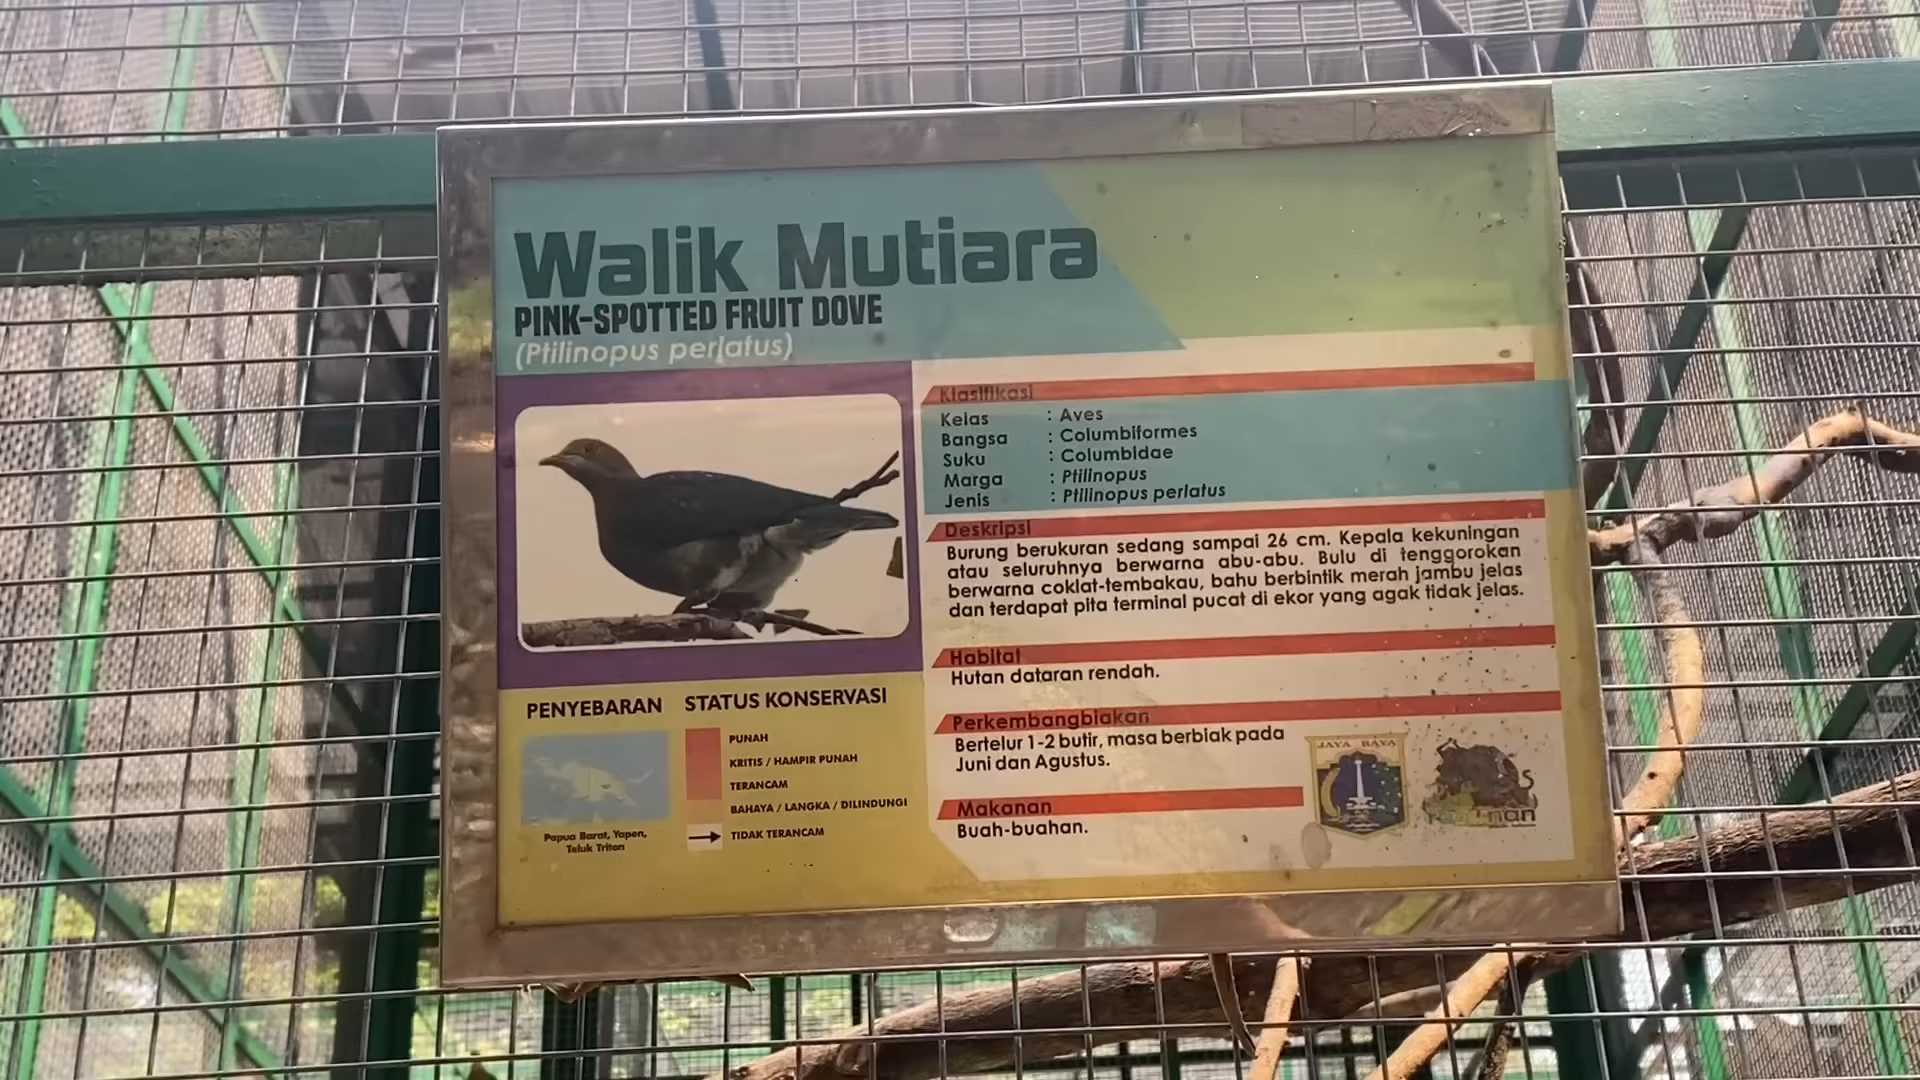 Walik Mutiara
PINK-SPOTTED FRUIT DOVE
(Ptilinopus perlatus)
Klasifikasi
Kelas : Aves
Bangsa : Columbiformes
Suku : Columbidae
Marga : Ptilinopus
Jenis : Ptilinopus perlatus
Deskripsi
Burung berukuran sedang sampai 26 cm. Kepala kekuningan
atau seluruhnya berwarna abu-abu. Bulu di tenggorokan
berwarna coklat-tembakau, bahu berbintik merah jambu jelas
dan terdapat pita terminal pucat di ekor yang agak tidak jelas.
Habitat
Hutan dataran rendah.
Perkembangbiakan
Bertelur 1-2 butir, masa berbiak pada
Juni dan Agustus.
Makanan
Buah-buahan.
PENYEBARAN
Papua Barat, Yapen,
Teluk Triton
STATUS KONSERVASI
PUNAH
KRITIS / HAMPIR PUNAH
TERANCAM
BAHAYA / LANGKA / DILINDUNGI
TIDAK TERANCAM
JAYA RAYA